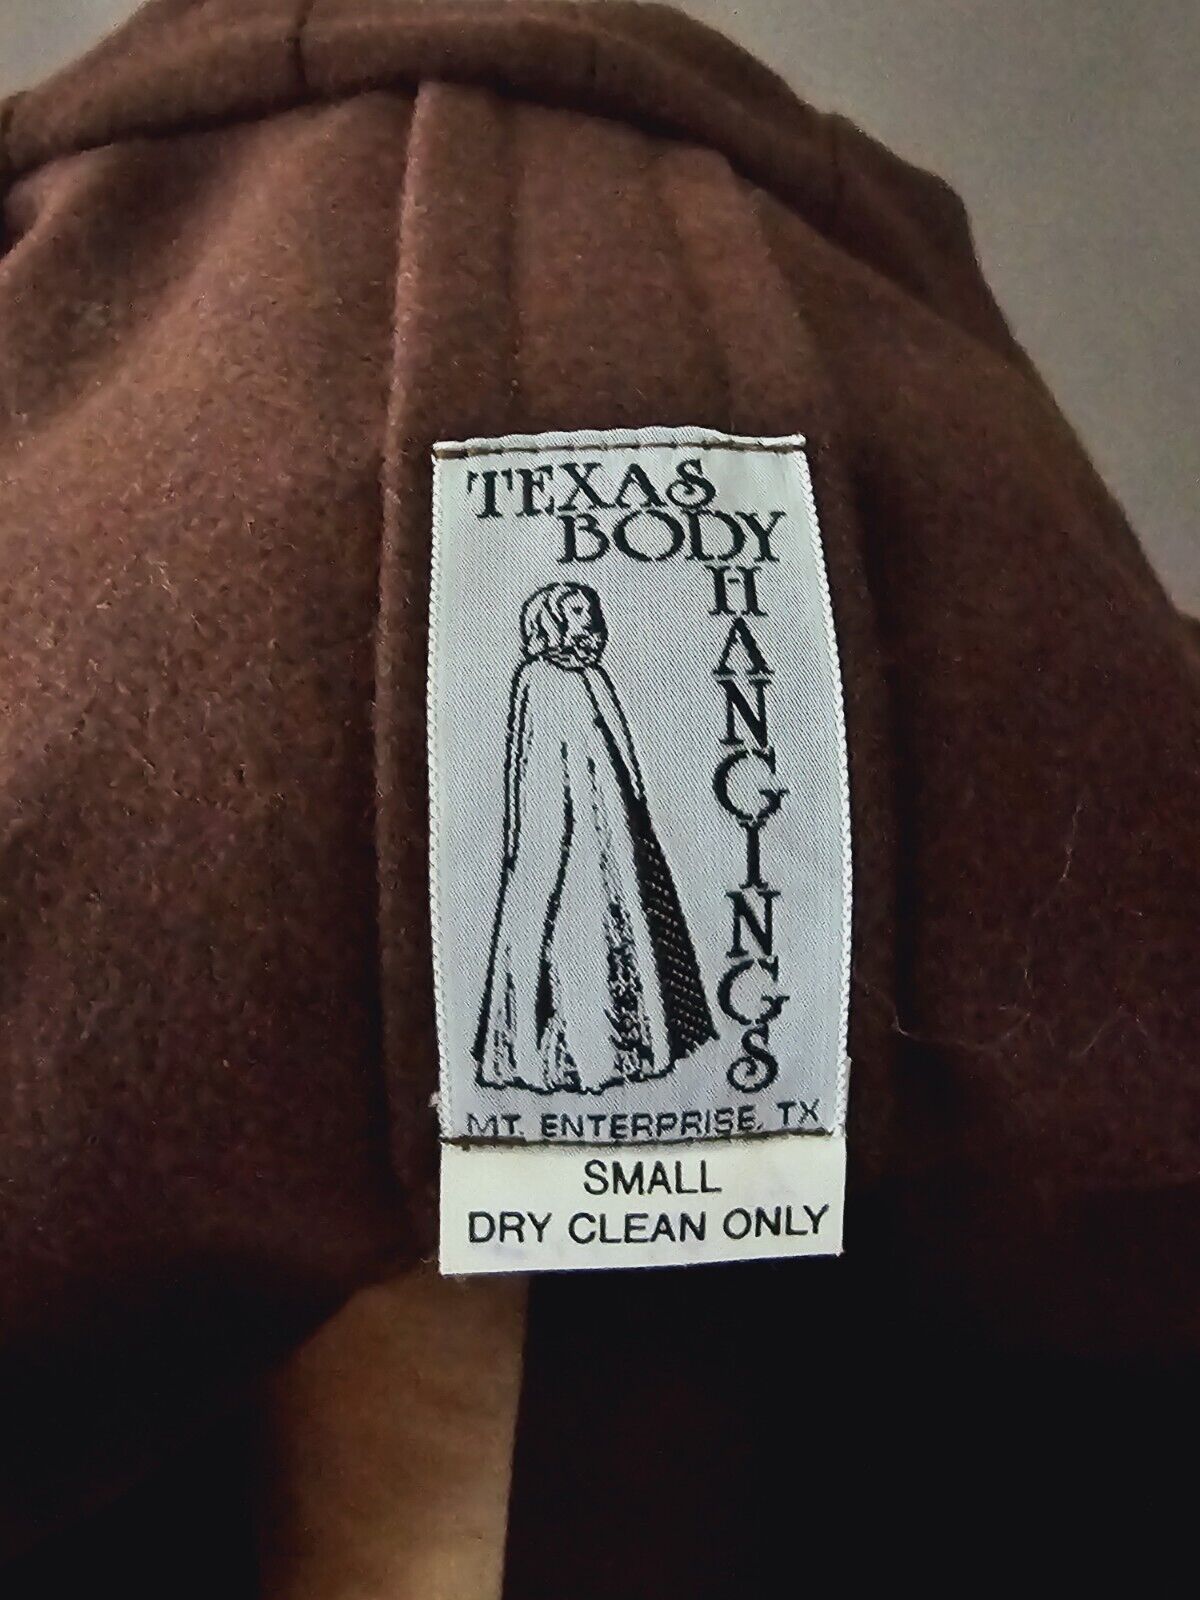 TEXAS
BODY
HANGINGS
MT. ENTERPRISE, TX
SMALL
DRY CLEAN ONLY